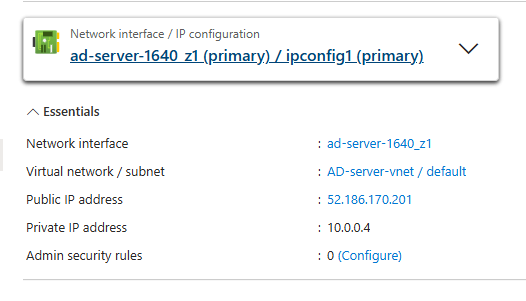 Network interface / IP configuration
ad-server-1640_z1 (primary) / ipconfig1 (primary)
Essentials
Network interface : ad-server-1640_z1
Virtual network / subnet : AD-server-vnet / default
Public IP address : 52.186.170.201
Private IP address : 10.0.0.4
Admin security rules : 0 (Configure)